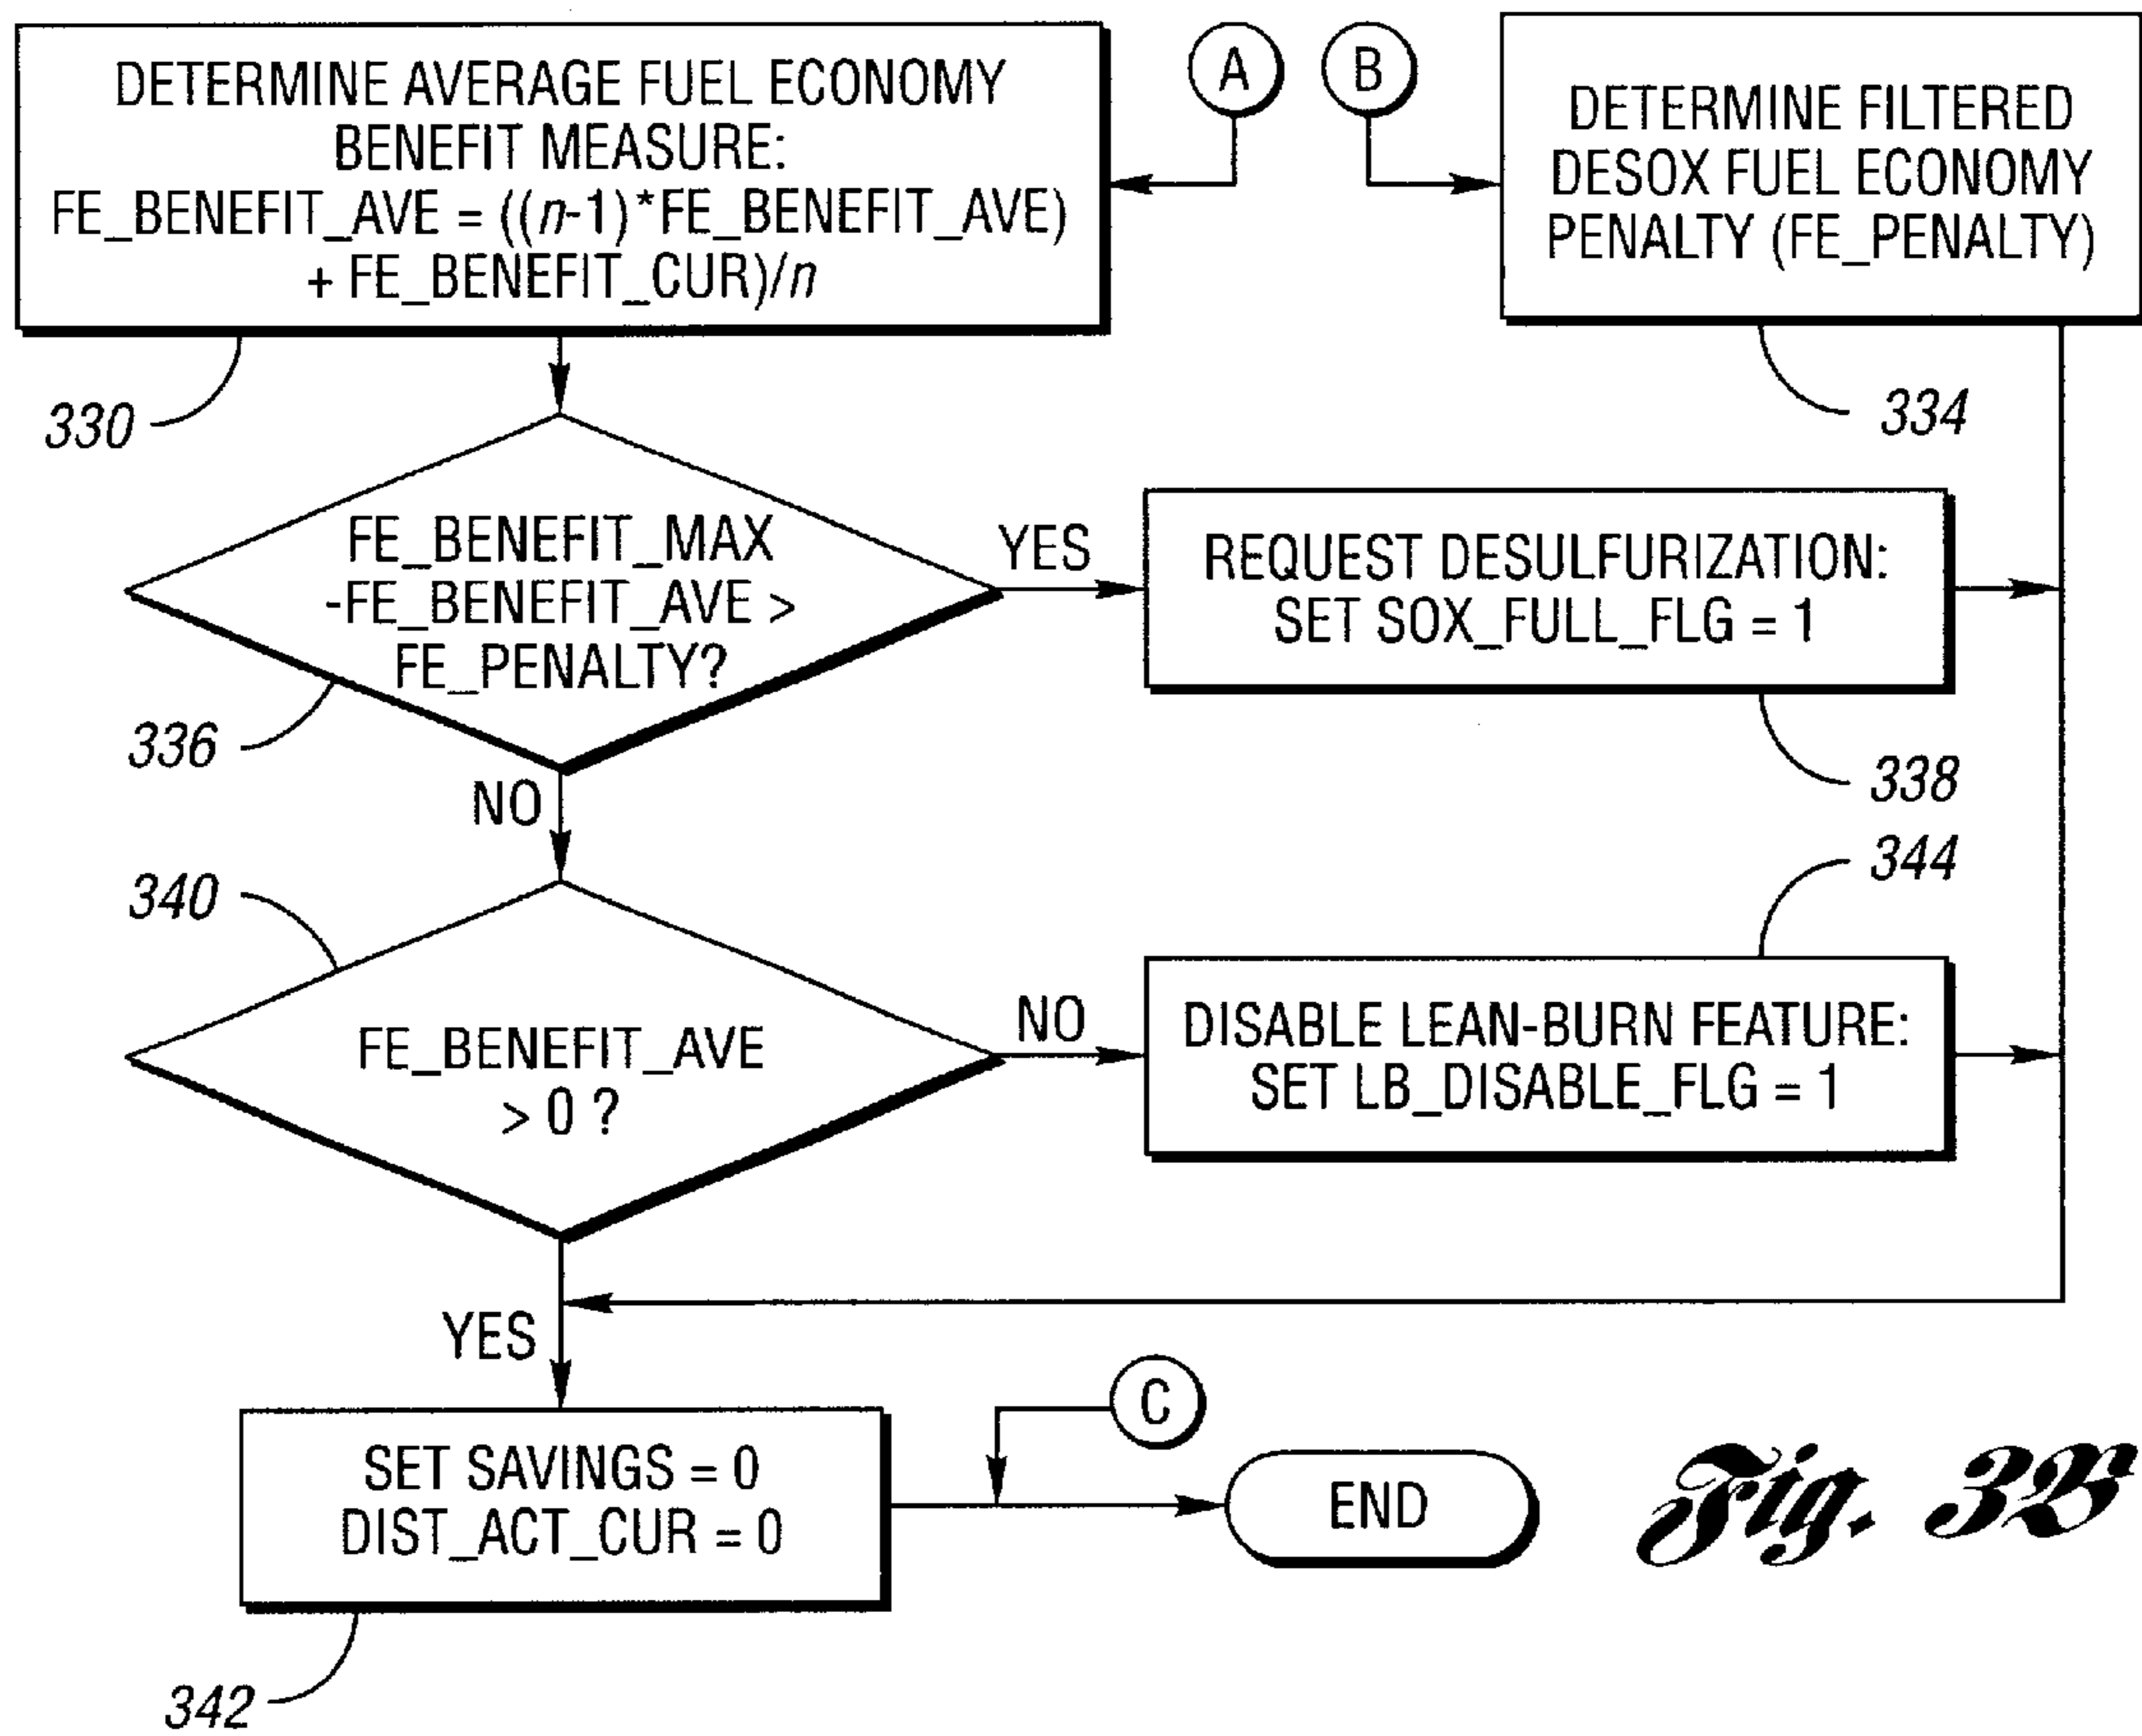 DETERMINE AVERAGE FUEL ECONOMY
BENEFIT MEASURE:
FE_BENEFIT_AVE = ((n-1)*FE_BENEFIT_AVE)
+ FE_BENEFIT_CUR)/n
330
A
B
DETERMINE FILTERED
DESOX FUEL ECONOMY
PENALTY (FE_PENALTY)
334
FE_BENEFIT_MAX
-FE_BENEFIT_AVE >
FE_PENALTY?
336
YES
REQUEST DESULFURIZATION:
SET SOX_FULL_FLG = 1
338
NO
340
FE_BENEFIT_AVE
> 0 ?
NO
344
DISABLE LEAN-BURN FEATURE:
SET LB_DISABLE_FLG = 1
YES
SET SAVINGS = 0
DIST_ACT_CUR = 0
342
C
END
Fig. 3B